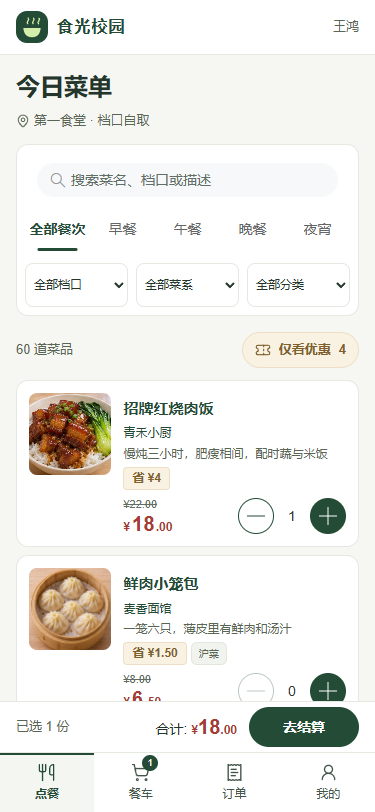 食光校园
王鸿
今日菜单
第一食堂 · 档口自取
搜索菜名、档口或描述
全部餐次 早餐 午餐 晚餐 夜宵
全部档口 全部菜系 全部分类
60 道菜品
仅看优惠 4
招牌红烧肉饭
青禾小厨
慢炖三小时，肥瘦相间，配时蔬与米饭
省 ¥4
¥22.00
¥18.00
1
鲜肉小笼包
麦香面馆
一笼六只，薄皮里有鲜肉和汤汁
省 ¥1.50 沪菜
¥8.00
¥6.50
0
已选 1 份
合计: ¥18.00
去结算
1
点餐 餐车 订单 我的